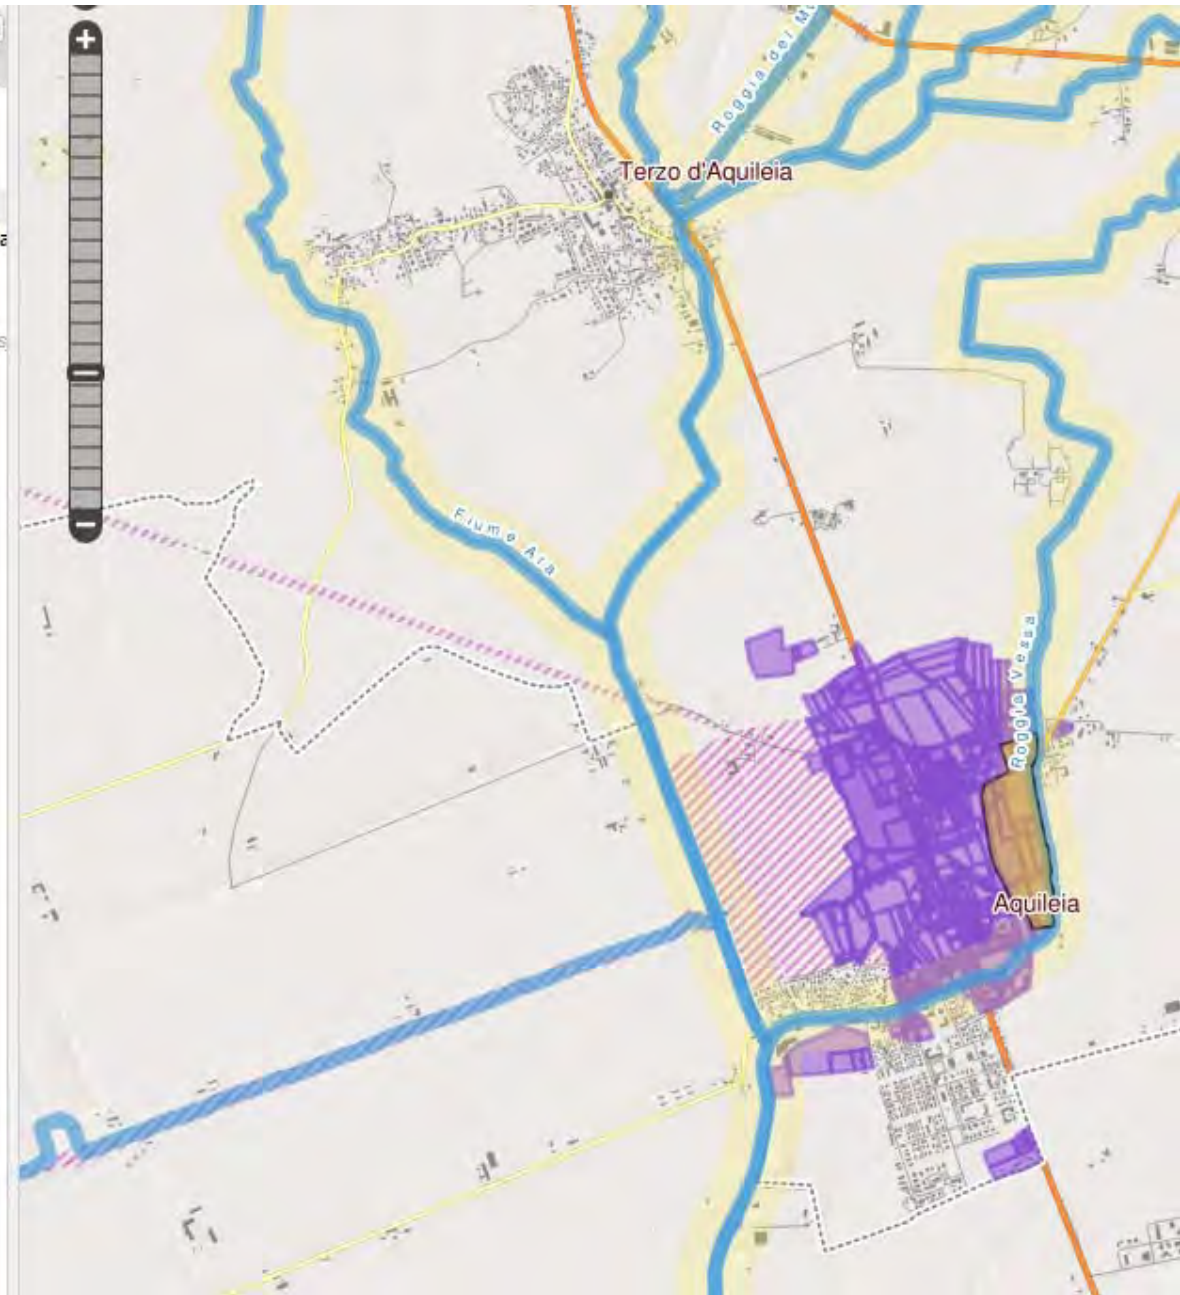 Roggia del M
Terzo d'Aquileia
Fiume Ara
Roggia Vessa
Aquileia